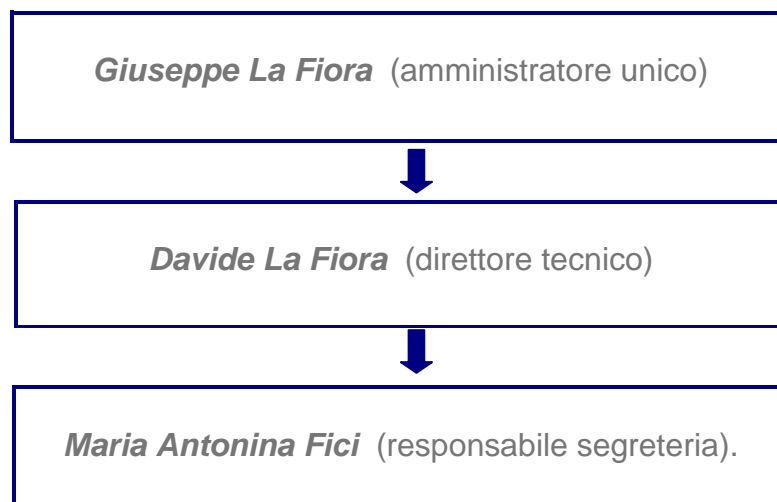 Giuseppe La Fiora (amministratore unico)
Davide La Fiora (direttore tecnico)
Maria Antonina Fici (responsabile segreteria).